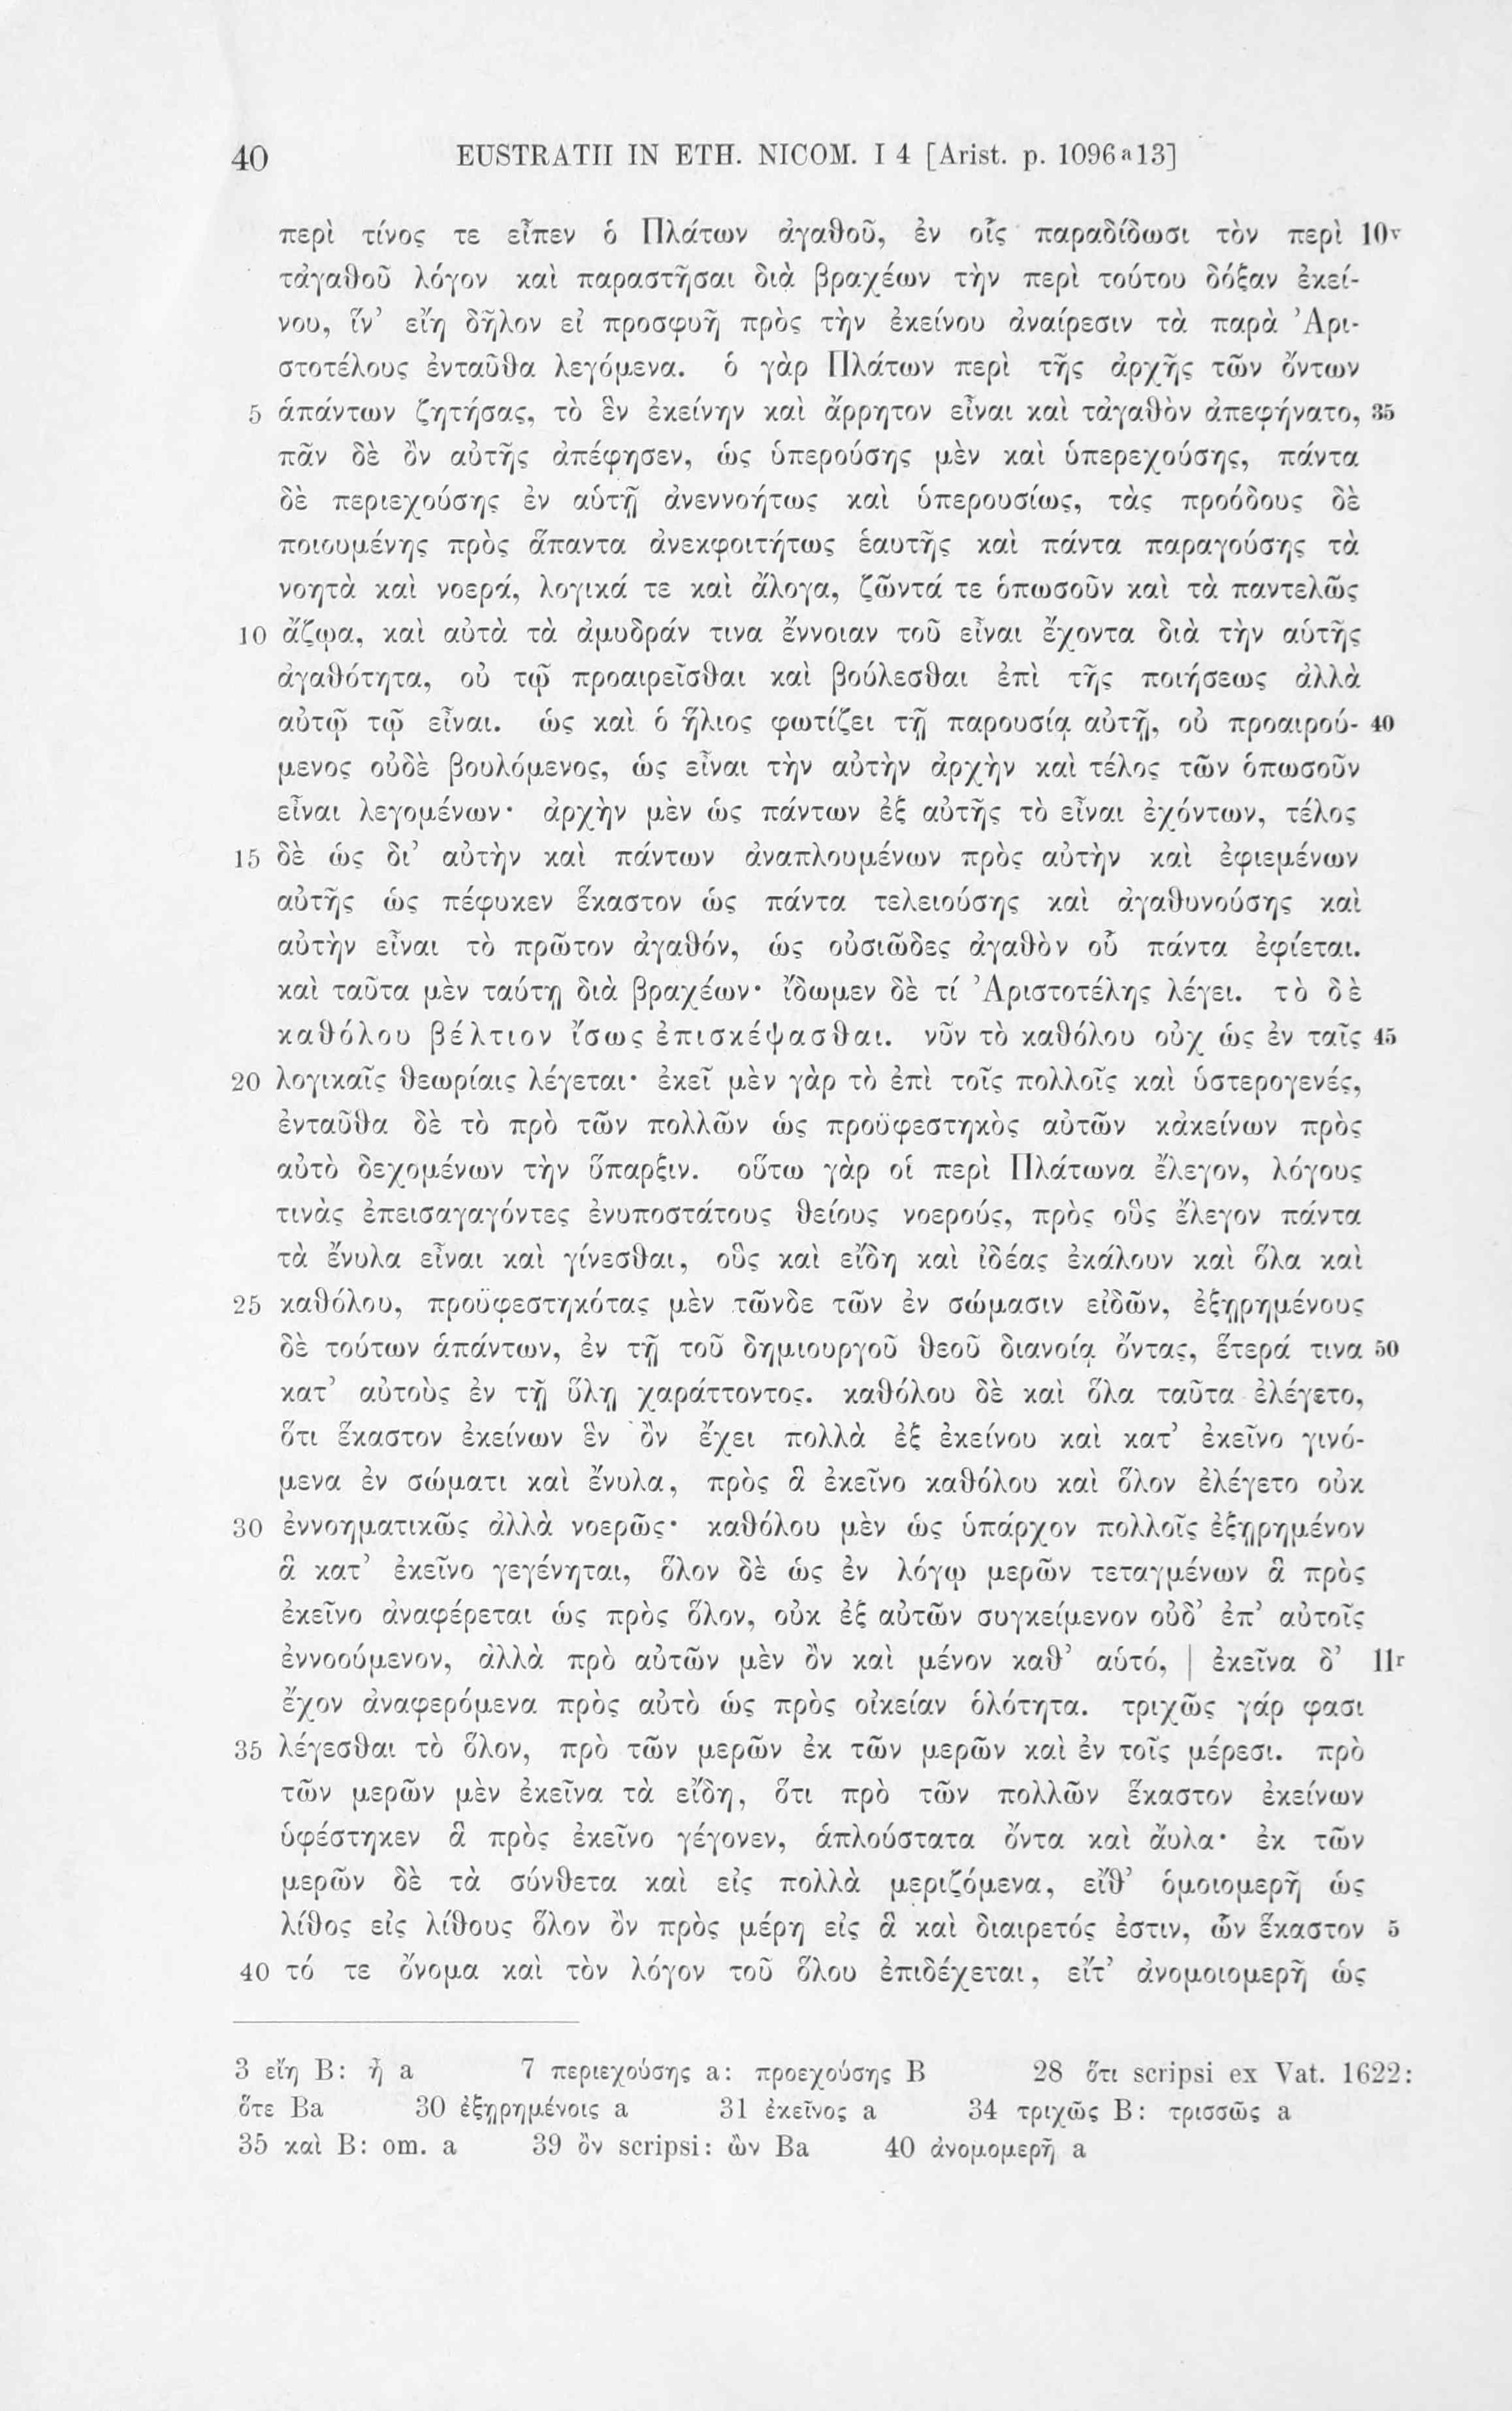 40 EUSTRATII IN ETH. NICOM. I 4 [Arist. p. 1096ᵃ13]
περὶ τίνος τε εἶπεν ὁ Πλάτων ἀγαθοῦ, ἐν οἷς παραδίδωσι τὸν περὶ 10ᵛ
τἀγαθοῦ λόγον καὶ παραστῆσαι διὰ βραχέων τὴν περὶ τούτου δόξαν ἐκεί-
νου, ἵν’ εἴη δῆλον εἰ προσφυῆ πρὸς τὴν ἐκείνου ἀναίρεσιν τὰ παρὰ Ἀρι-
στοτέλους ἐνταῦθα λεγόμενα. ὁ γὰρ Πλάτων περὶ τῆς ἀρχῆς τῶν ὄντων
5 ἁπάντων ζητήσας, τὸ ἓν ἐκείνην καὶ ἄρρητον εἶναι καὶ τἀγαθὸν ἀπεφήνατο, 35
πᾶν δὲ ὂν αὐτῆς ἀπέφησεν, ὡς ὑπερούσης μὲν καὶ ὑπερεχούσης, πάντα
δὲ περιεχούσης ἐν αὑτῇ ἀνεννοήτως καὶ ὑπερουσίως, τὰς προόδους δὲ
ποιουμένης πρὸς ἅπαντα ἀνεκφοιτήτως ἑαυτῆς καὶ πάντα παραγούσης τὰ
νοητὰ καὶ νοερά, λογικά τε καὶ ἄλογα, ζῶντά τε ὁπωσοῦν καὶ τὰ παντελῶς
10 ἄζωα, καὶ αὐτὰ τὰ ἀμυδράν τινα ἔννοιαν τοῦ εἶναι ἔχοντα διὰ τὴν αὑτῆς
ἀγαθότητα, οὐ τῷ προαιρεῖσθαι καὶ βούλεσθαι ἐπὶ τῆς ποιήσεως ἀλλὰ
αὐτῷ τῷ εἶναι. ὡς καὶ ὁ ἥλιος φωτίζει τῇ παρουσίᾳ αὐτῇ, οὐ προαιρού- 40
μενος οὐδὲ βουλόμενος, ὡς εἶναι τὴν αὐτὴν ἀρχὴν καὶ τέλος τῶν ὁπωσοῦν
εἶναι λεγομένων· ἀρχὴν μὲν ὡς πάντων ἐξ αὐτῆς τὸ εἶναι ἐχόντων, τέλος
15 δὲ ὡς δι’ αὐτὴν καὶ πάντων ἀναπλουμένων πρὸς αὐτὴν καὶ ἐφιεμένων
αὐτῆς ὡς πέφυκεν ἕκαστον ὡς πάντα τελειούσης καὶ ἀγαθυνούσης καὶ
αὐτὴν εἶναι τὸ πρῶτον ἀγαθόν, ὡς οὐσιῶδες ἀγαθὸν οὗ πάντα ἐφίεται.
καὶ ταῦτα μὲν ταύτῃ διὰ βραχέων· ἴδωμεν δὲ τί Ἀριστοτέλης λέγει. τὸ δὲ
καθόλου βέλτιον ἴσως ἐπισκέψασθαι. νῦν τὸ καθόλου οὐχ ὡς ἐν ταῖς 45
20 λογικαῖς θεωρίαις λέγεται· ἐκεῖ μὲν γὰρ τὸ ἐπὶ τοῖς πολλοῖς καὶ ὑστερογενές,
ἐνταῦθα δὲ τὸ πρὸ τῶν πολλῶν ὡς προϋφεστηκὸς αὐτῶν κἀκείνων πρὸς
αὐτὸ δεχομένων τὴν ὕπαρξιν. οὕτω γὰρ οἱ περὶ Πλάτωνα ἔλεγον, λόγους
τινὰς ἐπεισαγαγόντες ἐνυποστάτους θείους νοερούς, πρὸς οὓς ἔλεγον πάντα
τὰ ἔνυλα εἶναι καὶ γίνεσθαι, οὓς καὶ εἴδη καὶ ἰδέας ἐκάλουν καὶ ὅλα καὶ
25 καθόλου, προϋφεστηκότας μὲν τῶνδε τῶν ἐν σώμασιν εἰδῶν, ἐξῃρημένους
δὲ τούτων ἁπάντων, ἐν τῇ τοῦ δημιουργοῦ θεοῦ διανοίᾳ ὄντας, ἕτερά τινα 50
κατ’ αὐτοὺς ἐν τῇ ὕλῃ χαράττοντος. καθόλου δὲ καὶ ὅλα ταῦτα ἐλέγετο,
ὅτι ἕκαστον ἐκείνων ἓν ὂν ἔχει πολλὰ ἐξ ἐκείνου καὶ κατ’ ἐκεῖνο γινό-
μενα ἐν σώματι καὶ ἔνυλα, πρὸς ἃ ἐκεῖνο καθόλου καὶ ὅλον ἐλέγετο οὐκ
30 ἐννοηματικῶς ἀλλὰ νοερῶς· καθόλου μὲν ὡς ὑπάρχον πολλοῖς ἐξῃρημένον
ἃ κατ’ ἐκεῖνο γεγένηται, ὅλον δὲ ὡς ἐν λόγῳ μερῶν τεταγμένων ἃ πρὸς
ἐκεῖνο ἀναφέρεται ὡς πρὸς ὅλον, οὐκ ἐξ αὐτῶν συγκείμενον οὐδ’ ἐπ’ αὐτοῖς
ἐννοούμενον, ἀλλὰ πρὸ αὐτῶν μὲν ὂν καὶ μένον καθ’ αὑτό, | ἐκεῖνα δ’ 11ʳ
ἔχον ἀναφερόμενα πρὸς αὐτὸ ὡς πρὸς οἰκείαν ὁλότητα. τριχῶς γάρ φασι
35 λέγεσθαι τὸ ὅλον, πρὸ τῶν μερῶν ἐκ τῶν μερῶν καὶ ἐν τοῖς μέρεσι. πρὸ
τῶν μερῶν μὲν ἐκεῖνα τὰ εἴδη, ὅτι πρὸ τῶν πολλῶν ἕκαστον ἐκείνων
ὑφέστηκεν ἃ πρὸς ἐκεῖνο γέγονεν, ἁπλούστατα ὄντα καὶ ἄυλα· ἐκ τῶν
μερῶν δὲ τὰ σύνθετα καὶ εἰς πολλὰ μεριζόμενα, εἴθ’ ὁμοιομερῆ ὡς
λίθος εἰς λίθους ὅλον ὂν πρὸς μέρη εἰς ἃ καὶ διαιρετός ἐστιν, ὧν ἕκαστον 5
40 τό τε ὄνομα καὶ τὸν λόγον τοῦ ὅλου ἐπιδέχεται, εἴτ’ ἀνομοιομερῆ ὡς
3 εἴη B: ἦ a 7 περιεχούσης a: προεχούσης B 28 ὅτι scripsi ex Vat. 1622:
ὅτε Ba 30 ἐξῃρημένοις a 31 ἐκεῖνος a 34 τριχῶς B: τρισσῶς a
35 καὶ B: om. a 39 ὂν scripsi: ὢν Ba 40 ἀνομομερῆ a